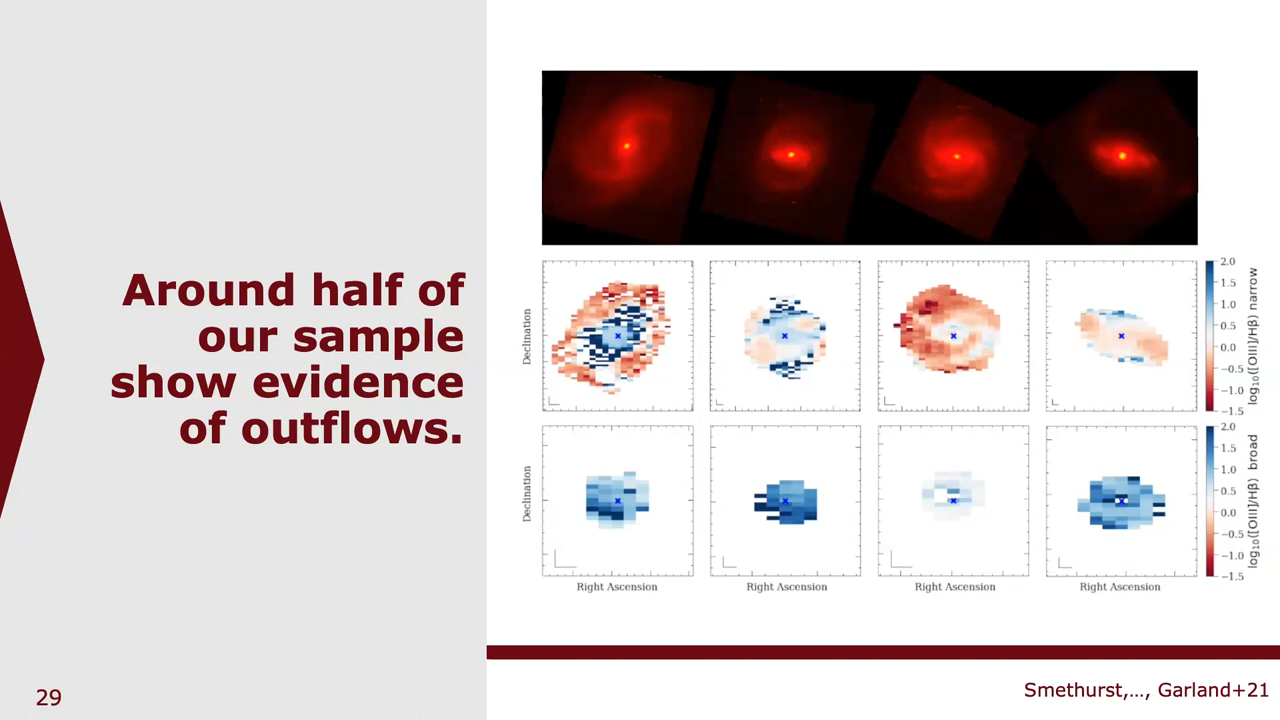 Around half of
our sample
show evidence
of outflows.
Declination
2.0
1.5
1.0
0.5
0.0
−0.5
−1.0
−1.5
log₁₀([OIII]/Hβ) narrow
Declination
2.0
1.5
1.0
0.5
0.0
−0.5
−1.0
−1.5
log₁₀([OIII]/Hβ) broad
Right Ascension
Right Ascension
Right Ascension
Right Ascension
29
Smethurst,..., Garland+21